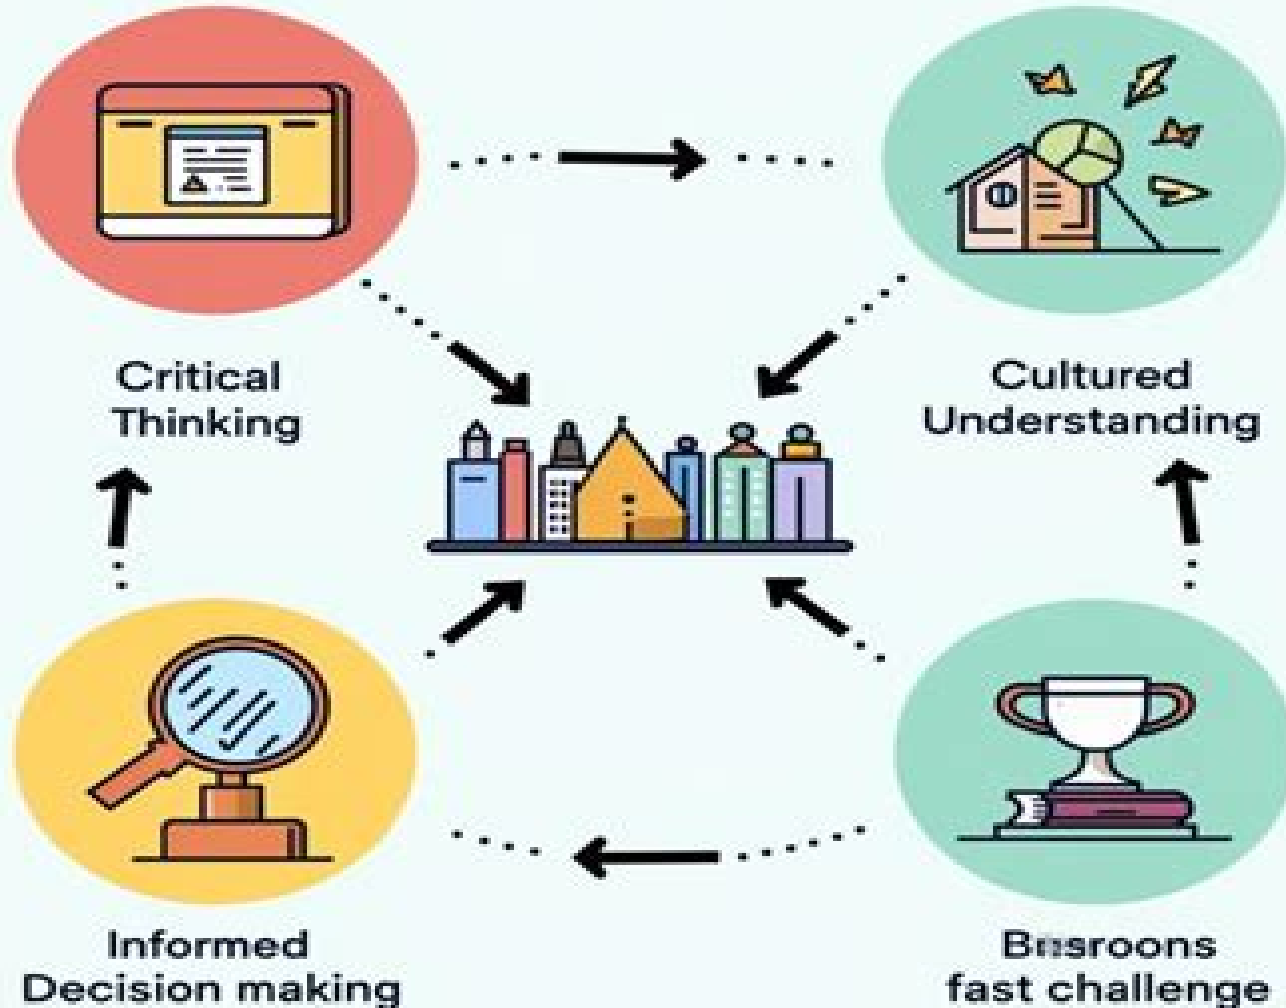 Critical
Thinking
Cultured
Understanding
Informed
Decision making
fast challenge